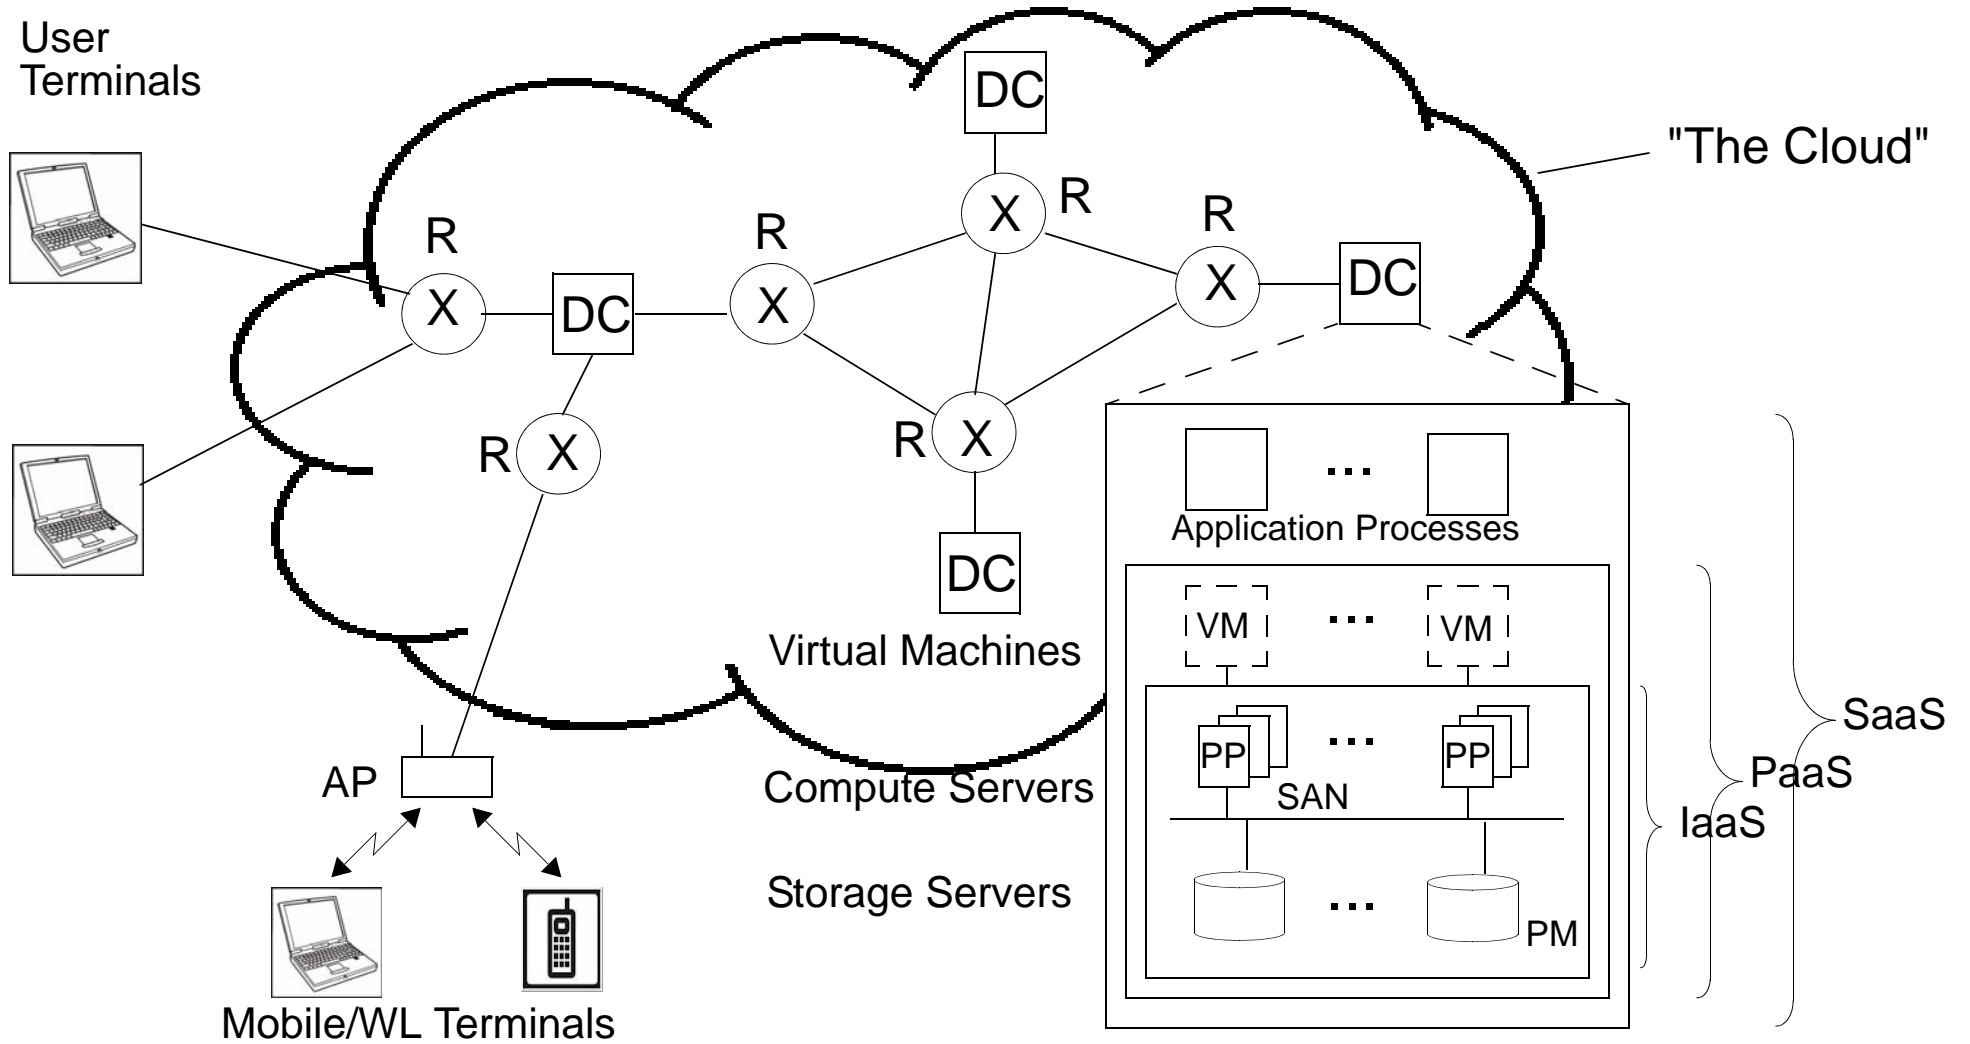 User
Terminals
DC
"The Cloud"
R
R
R
R
X
X
X
X
DC
DC
R
X
R
X
DC
...
Application Processes
VM
...
VM
Virtual Machines
SaaS
PP
...
PP
PaaS
AP
Compute Servers
SAN
IaaS
Storage Servers
...
PM
Mobile/WL Terminals